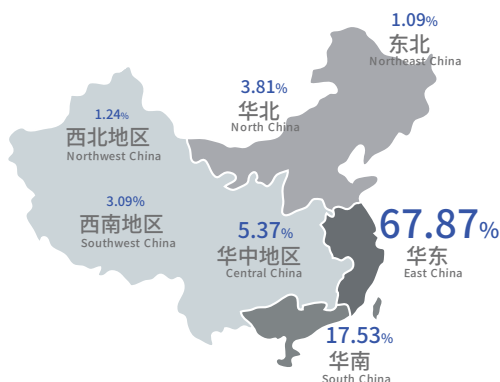 1.09%
东北
Northeast China
3.81%
华北
North China
1.24%
西北地区
Northwest China
3.09%
西南地区
Southwest China
5.37%
华中地区
Central China
67.87%
华东
East China
17.53%
华南
South China